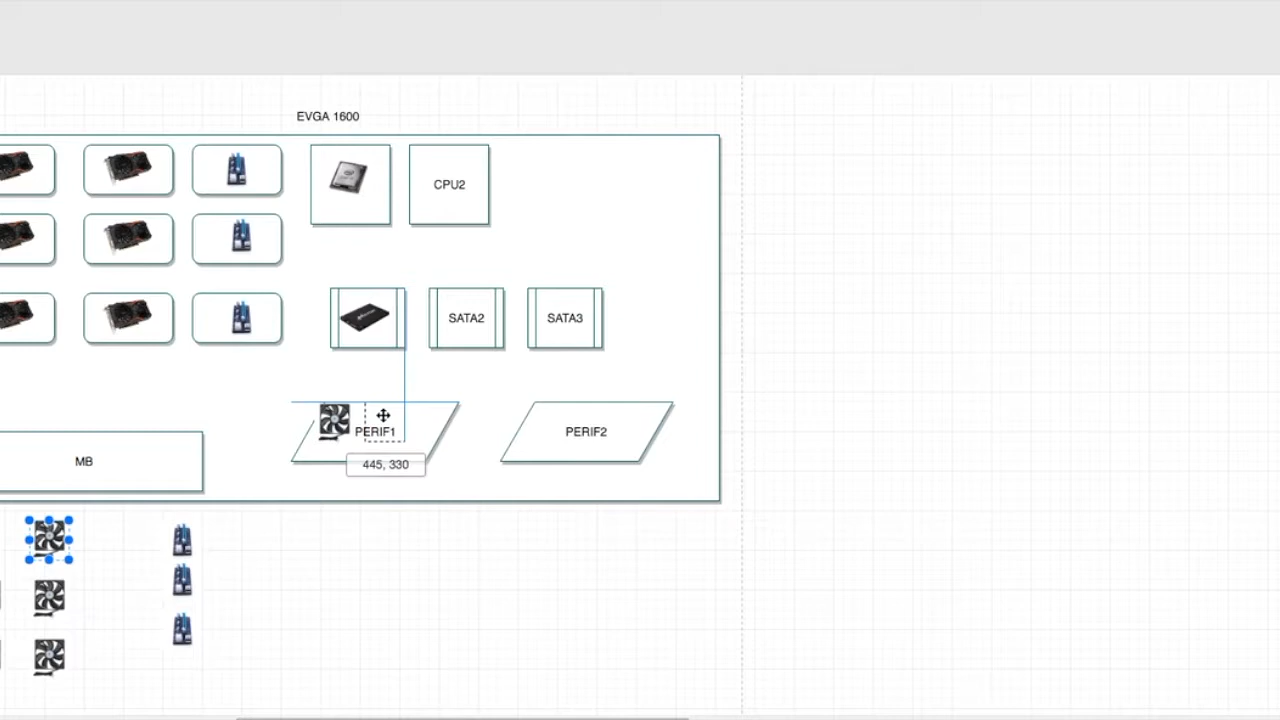 EVGA 1600
CPU2
SATA2
SATA3
PERIF1
PERIF2
MB
445, 330